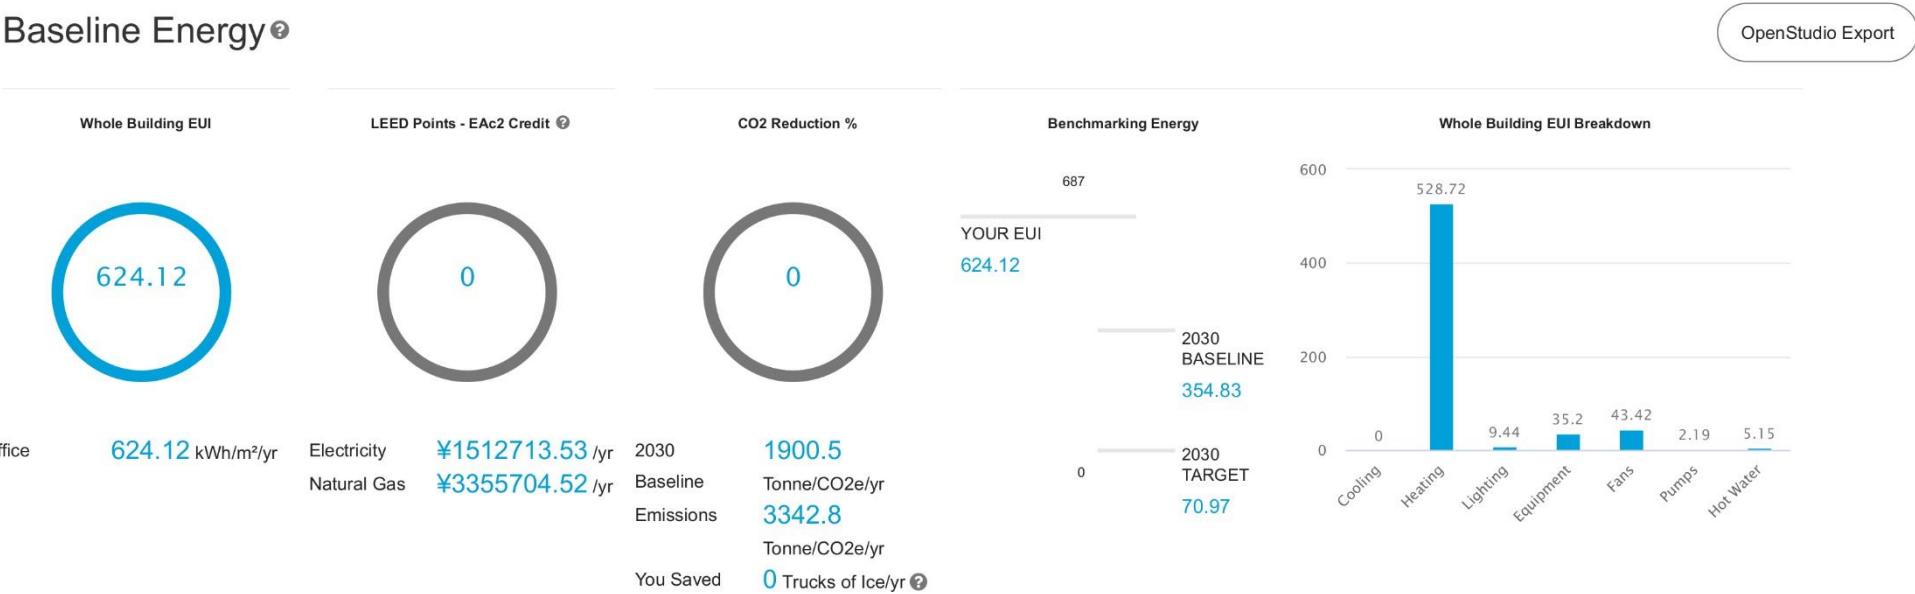 Baseline Energy
OpenStudio Export
Whole Building EUI
624.12
624.12 kWh/m²/yr
LEED Points - EAc2 Credit
0
Electricity ¥1512713.53 /yr
Natural Gas ¥3355704.52 /yr
CO2 Reduction %
0
2030 1900.5
Baseline Tonne/CO2e/yr
Emissions 3342.8
Tonne/CO2e/yr
You Saved 0 Trucks of Ice/yr
Benchmarking Energy
687
YOUR EUI
624.12
2030
BASELINE
354.83
2030
TARGET
70.97
0
Whole Building EUI Breakdown
600
400
200
0
0
528.72
9.44
35.2
43.42
2.19
5.15
Cooling
Heating
Lighting
Equipment
Fans
Pumps
Hot Water